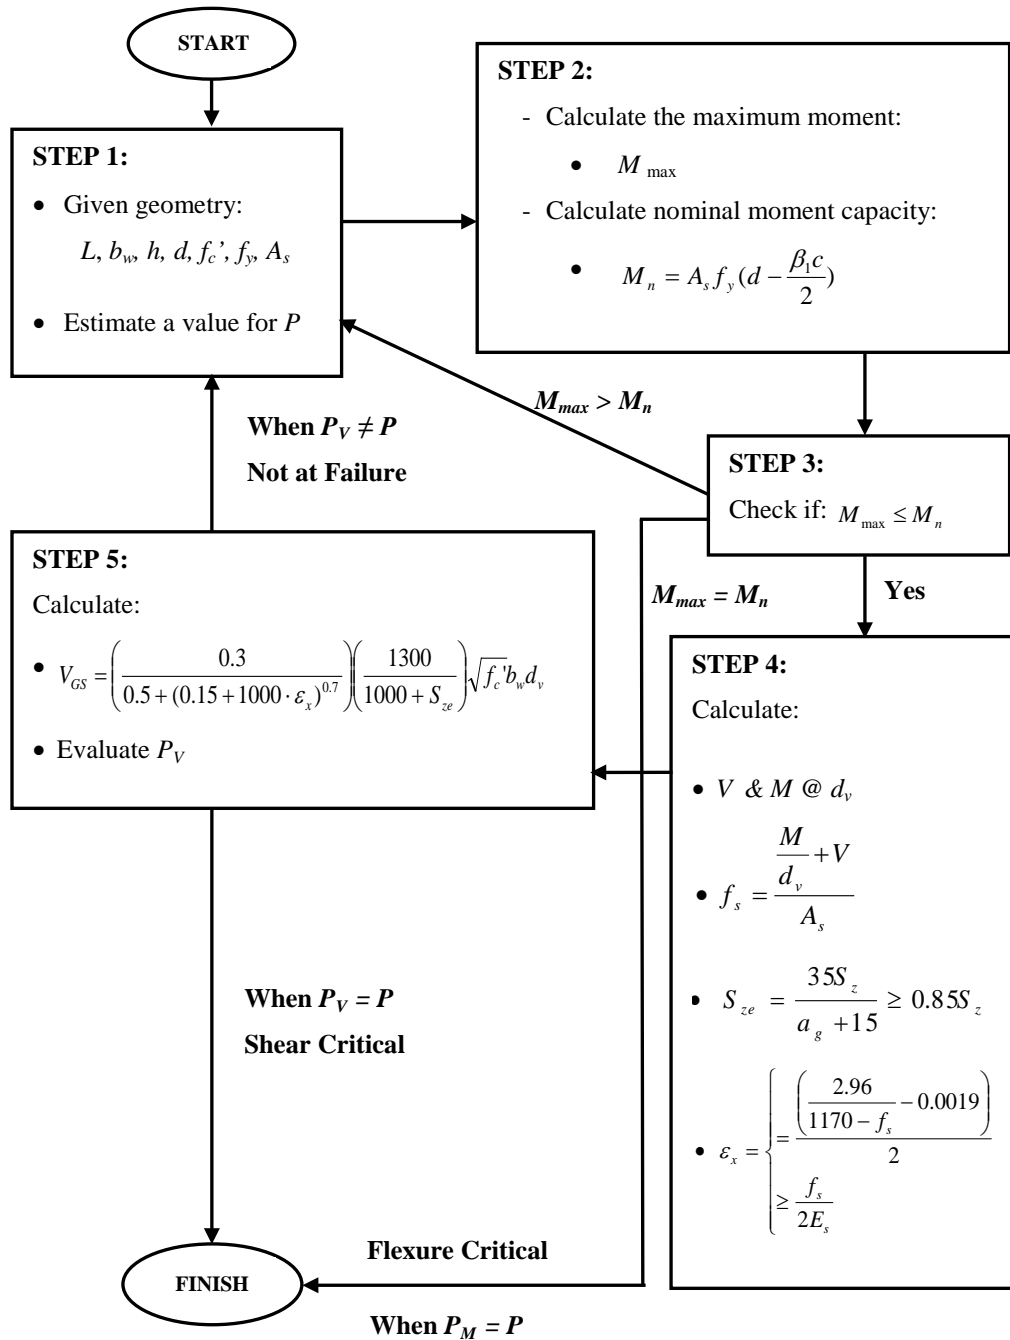 START
STEP 1:
• Given geometry:
L, b_w, h, d, f_c’, f_y, A_s
• Estimate a value for P
STEP 2:
- Calculate the maximum moment:
• M_max
- Calculate nominal moment capacity:
• M_n = A_s f_y (d − β_1 c / 2)
M_max > M_n
When P_V ≠ P
Not at Failure
STEP 3:
Check if: M_max ≤ M_n
M_max = M_n
Yes
STEP 4:
Calculate:
• V & M @ d_v
• f_s = (M / d_v + V) / A_s
• S_ze = 35S_z / (a_g + 15) ≥ 0.85S_z
• ε_x = { = (2.96 / (1170 − f_s) − 0.0019) / 2
≥ f_s / 2E_s
STEP 5:
Calculate:
• V_GS = (0.3 / (0.5 + (0.15 + 1000 · ε_x)^0.7)) (1300 / (1000 + S_ze)) √f_c' b_w d_v
• Evaluate P_V
When P_V = P
Shear Critical
Flexure Critical
When P_M = P
FINISH